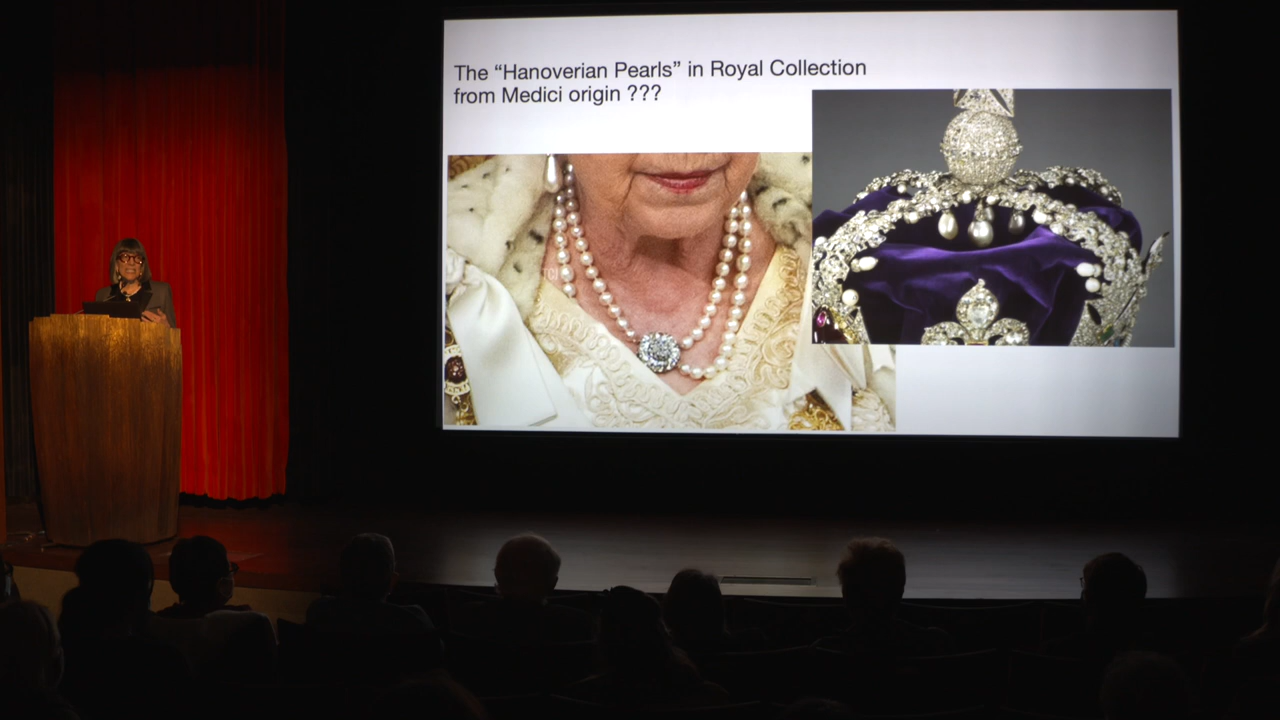 The “Hanoverian Pearls” in Royal Collection
from Medici origin ???